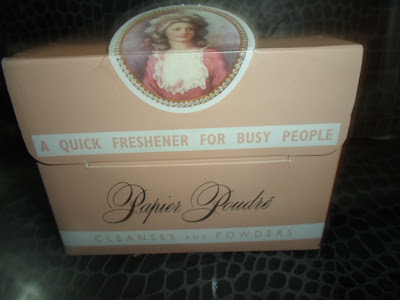 A QUICK FRESHENER FOR BUSY PEOPLE
Papier Poudré
CLEANSES AND POWDERS